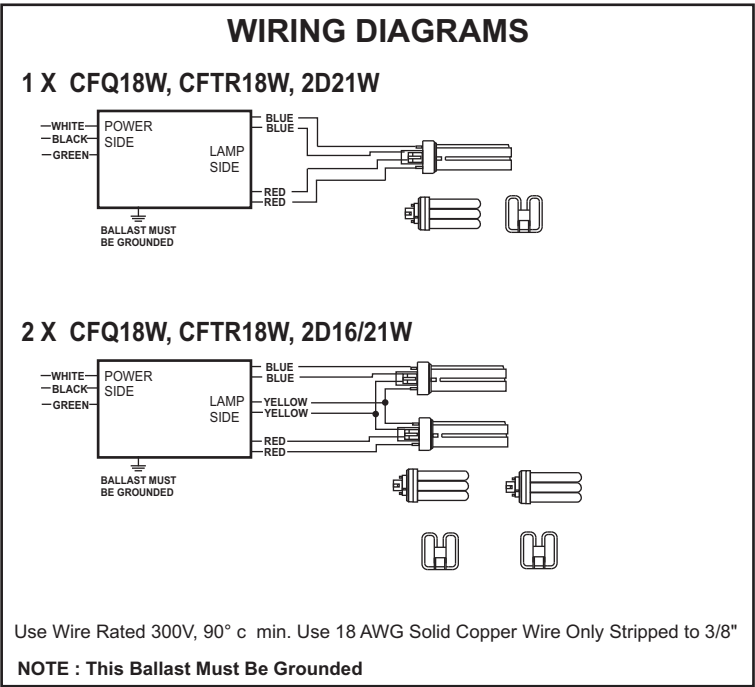 WIRING DIAGRAMS
1 X CFQ18W, CFTR18W, 2D21W
WHITE
BLACK
GREEN
POWER
SIDE
LAMP
SIDE
BLUE
BLUE
RED
RED
BALLAST MUST
BE GROUNDED
2 X CFQ18W, CFTR18W, 2D16/21W
WHITE
BLACK
GREEN
POWER
SIDE
LAMP
SIDE
BLUE
BLUE
YELLOW
YELLOW
RED
RED
BALLAST MUST
BE GROUNDED
Use Wire Rated 300V, 90° c min. Use 18 AWG Solid Copper Wire Only Stripped to 3/8"
NOTE : This Ballast Must Be Grounded